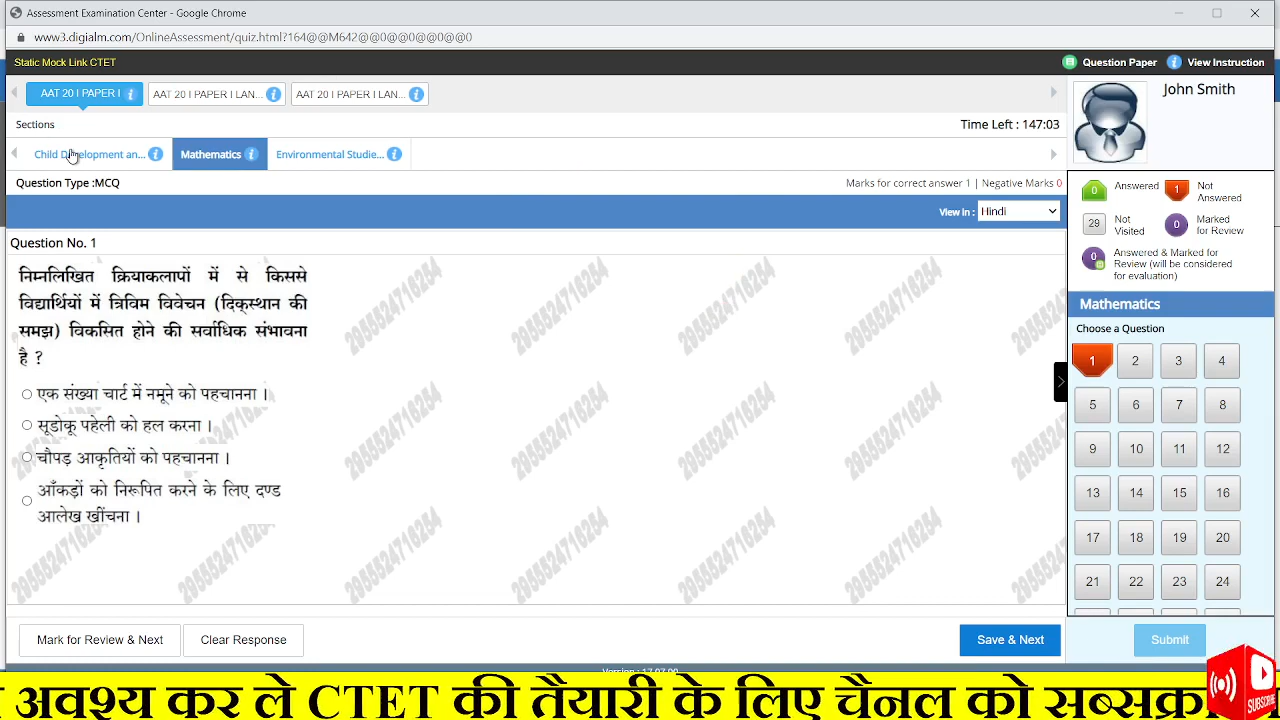 Assessment Examination Center - Google Chrome
www3.digialm.com/OnlineAssessment/quiz.html?164@@M642@@0@@0@@0@@0
Static Mock Link CTET
Question Paper
View Instruction
AAT 20 I PAPER I
AAT 20 I PAPER I LAN...
AAT 20 I PAPER I LAN...
John Smith
Sections
Time Left : 147:03
Child Development an...
Mathematics
Environmental Studie...
Question Type :MCQ
Marks for correct answer 1 | Negative Marks 0
View in :
Hindi
0
Answered
1
Not Answered
29
Not Visited
0
Marked for Review
0
Answered & Marked for Review (will be considered for evaluation)
Question No. 1
निम्नलिखित क्रियाकलापों में से किससे
विद्यार्थियों में त्रिविम विवेचन (दिक्स्थान की
समझ) विकसित होने की सर्वाधिक संभावना
है ?
एक संख्या चार्ट में नमूने को पहचानना ।
सूडोकू पहेली को हल करना ।
चौपड़ आकृतियों को पहचानना ।
आँकड़ों को निरूपित करने के लिए दण्ड
आलेख खींचना ।
2055524716254
Mathematics
Choose a Question
1 2 3 4
5 6 7 8
9 10 11 12
13 14 15 16
17 18 19 20
21 22 23 24
Mark for Review & Next
Clear Response
Save & Next
Submit
Version : 17.07.00
अवश्य कर ले CTET की तैयारी के लिए चैनल को सब्सक्रा
SUBSCRIBE